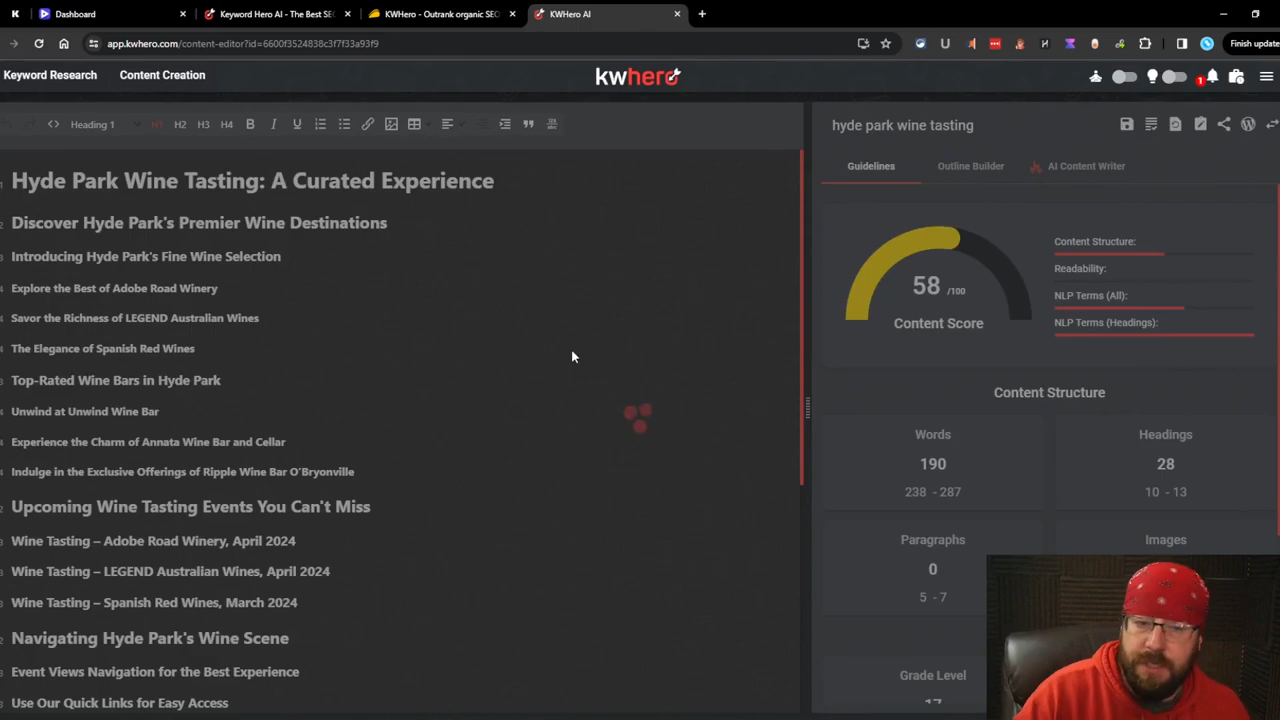 Dashboard
Keyword Hero AI - The Best SE
KWHero - Outrank organic SEO
KWHero AI
app.kwhero.com/content-editor?id=6600f3524838c3f7f33a93f9
Finish update
Keyword Research
Content Creation
kwhero
1
Heading 1
H1
H2
H3
H4
B
I
U
hyde park wine tasting
Guidelines
Outline Builder
AI Content Writer
Hyde Park Wine Tasting: A Curated Experience
Discover Hyde Park's Premier Wine Destinations
Introducing Hyde Park's Fine Wine Selection
Explore the Best of Adobe Road Winery
Savor the Richness of LEGEND Australian Wines
The Elegance of Spanish Red Wines
Top-Rated Wine Bars in Hyde Park
Unwind at Unwind Wine Bar
Experience the Charm of Annata Wine Bar and Cellar
Indulge in the Exclusive Offerings of Ripple Wine Bar O'Bryonville
Upcoming Wine Tasting Events You Can't Miss
Wine Tasting – Adobe Road Winery, April 2024
Wine Tasting – LEGEND Australian Wines, April 2024
Wine Tasting – Spanish Red Wines, March 2024
Navigating Hyde Park's Wine Scene
Event Views Navigation for the Best Experience
Use Our Quick Links for Easy Access
58 /100
Content Score
Content Structure:
Readability:
NLP Terms (All):
NLP Terms (Headings):
Content Structure
Words
190
238 - 287
Headings
28
10 - 13
Paragraphs
0
5 - 7
Images
Grade Level
17